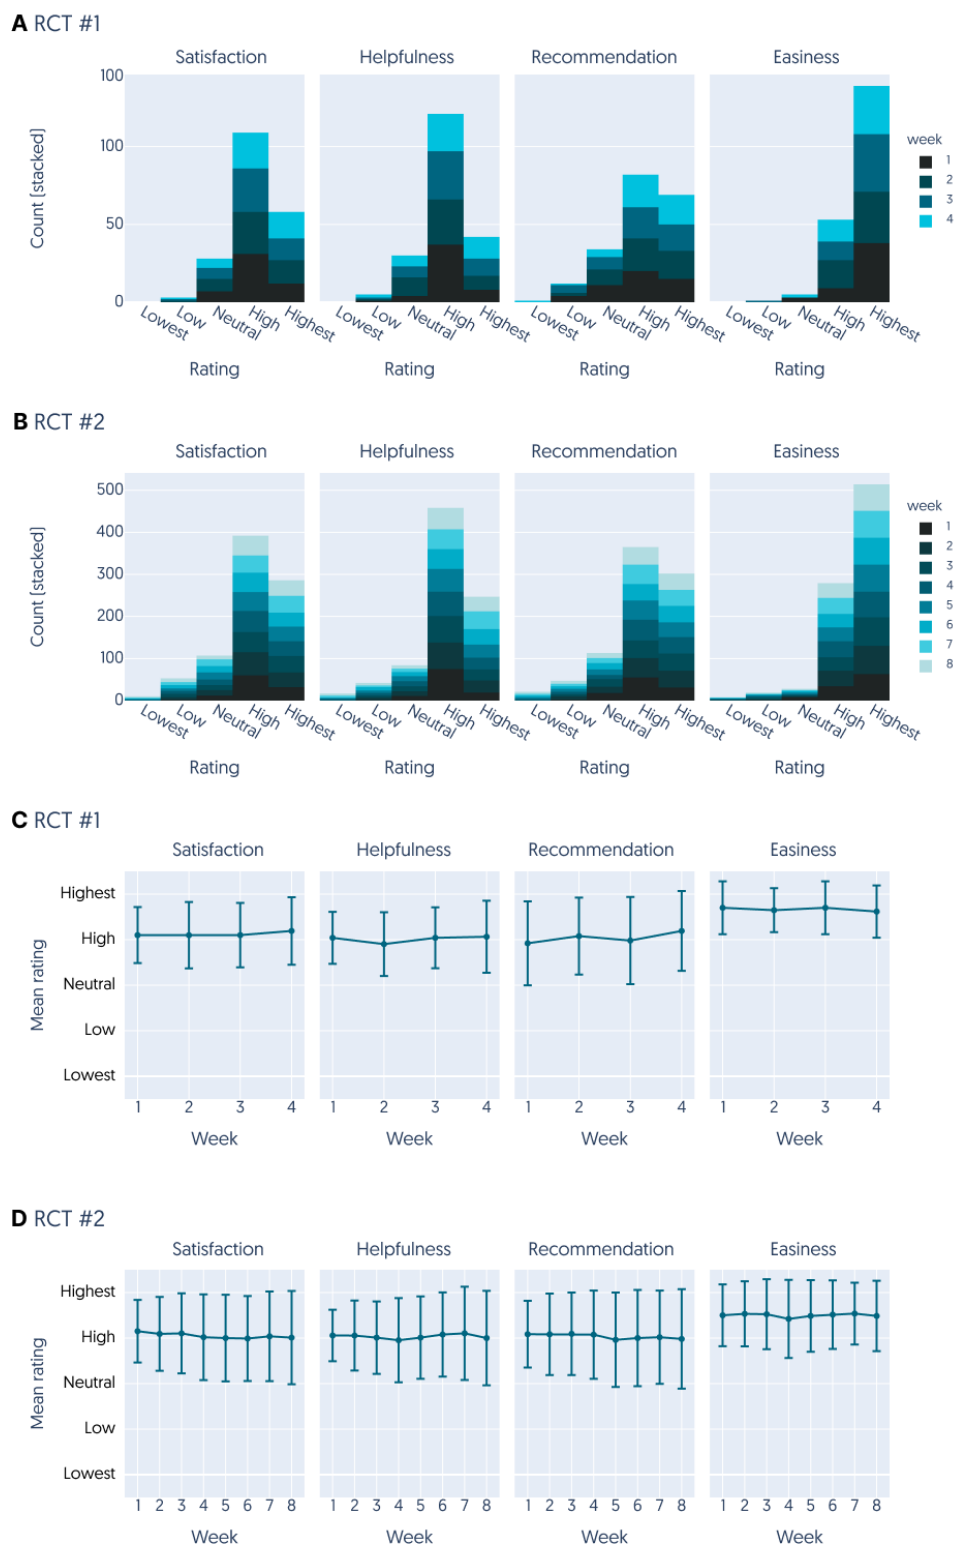 A RCT #1
Satisfaction Helpfulness Recommendation Easiness
100
100
50
0
Count [stacked]
week
1
2
3
4
Lowest Low Neutral High Highest Lowest Low Neutral High Highest Lowest Low Neutral High Highest Lowest Low Neutral High Highest
Rating Rating Rating Rating
B RCT #2
Satisfaction Helpfulness Recommendation Easiness
500
400
300
200
100
0
Count [stacked]
week
1
2
3
4
5
6
7
8
Lowest Low Neutral High Highest Lowest Low Neutral High Highest Lowest Low Neutral High Highest Lowest Low Neutral High Highest
Rating Rating Rating Rating
C RCT #1
Satisfaction Helpfulness Recommendation Easiness
Highest
High
Neutral
Low
Lowest
Mean rating
1 2 3 4 1 2 3 4 1 2 3 4 1 2 3 4
Week Week Week Week
D RCT #2
Satisfaction Helpfulness Recommendation Easiness
Highest
High
Neutral
Low
Lowest
Mean rating
1 2 3 4 5 6 7 8 1 2 3 4 5 6 7 8 1 2 3 4 5 6 7 8 1 2 3 4 5 6 7 8
Week Week Week Week